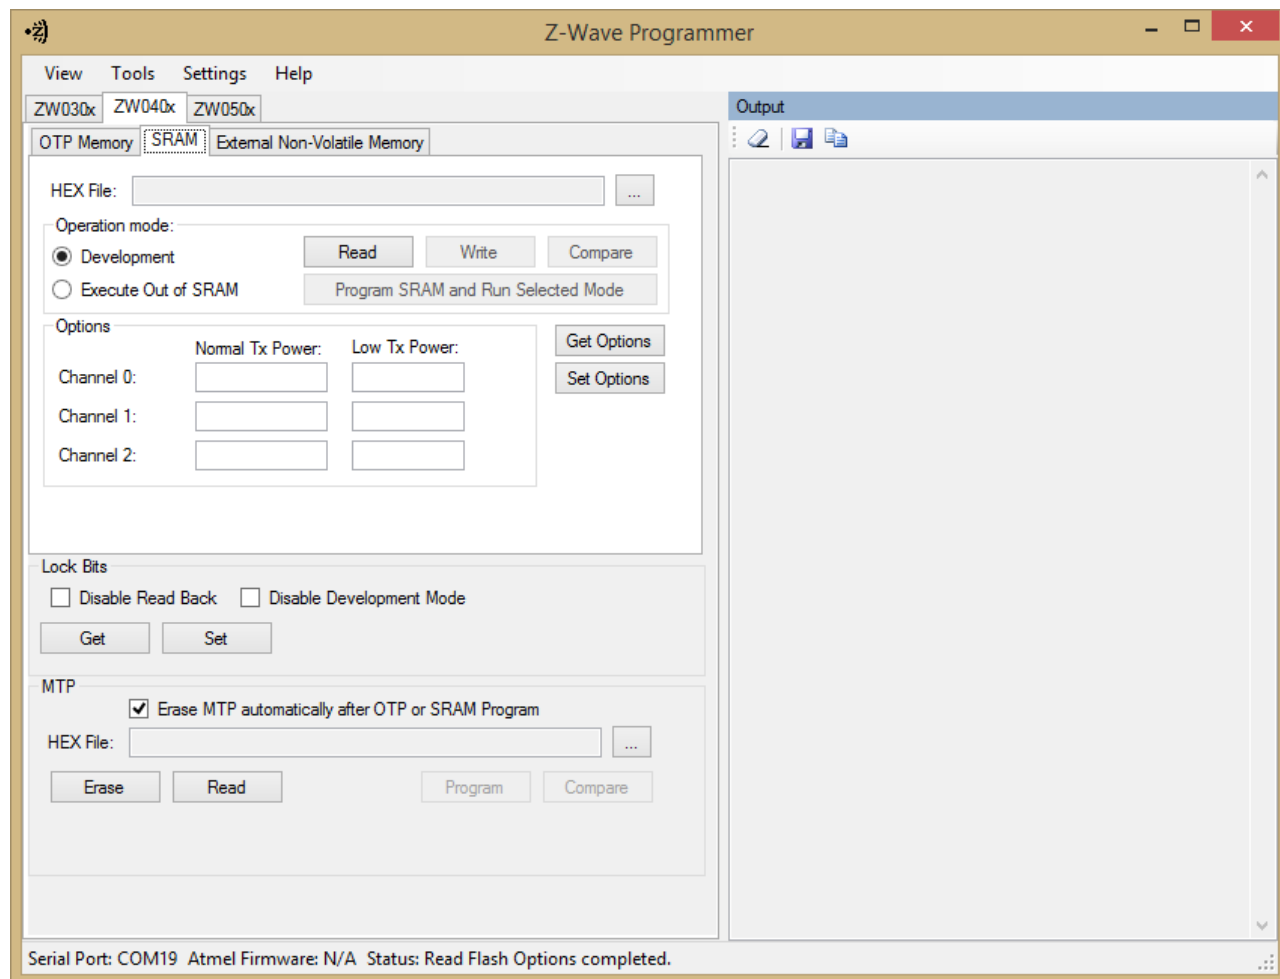 Z-Wave Programmer
View Tools Settings Help
ZW030x ZW040x ZW050x
OTP Memory SRAM External Non-Volatile Memory
HEX File: ...
Operation mode:
Development Read Write Compare
Execute Out of SRAM Program SRAM and Run Selected Mode
Options
Normal Tx Power: Low Tx Power: Get Options
Channel 0: Set Options
Channel 1:
Channel 2:
Lock Bits
Disable Read Back Disable Development Mode
Get Set
MTP
Erase MTP automatically after OTP or SRAM Program
HEX File: ...
Erase Read Program Compare
Output
Serial Port: COM19 Atmel Firmware: N/A Status: Read Flash Options completed.